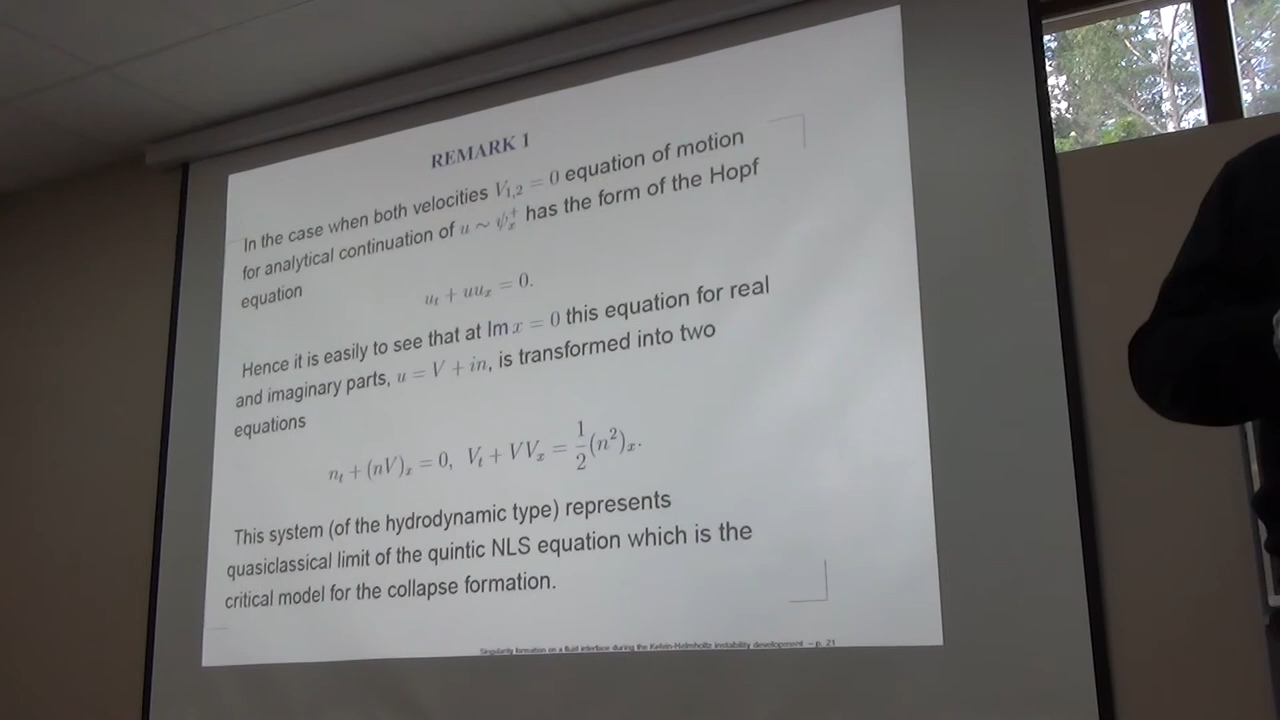 REMARK 1
In the case when both velocities V₁,₂ = 0 equation of motion
for analytical continuation of u ∼ ψₓ⁺ has the form of the Hopf
equation
uₜ + uuₓ = 0.
Hence it is easily to see that at Im x = 0 this equation for real
and imaginary parts, u = V + in, is transformed into two
equations
nₜ + (nV)ₓ = 0, Vₜ + VVₓ = 1/2 (n²)ₓ.
This system (of the hydrodynamic type) represents
quasiclassical limit of the quintic NLS equation which is the
critical model for the collapse formation.
Singularity formation on a fluid interface during the Kelvin-Helmholtz instability development – p. 21